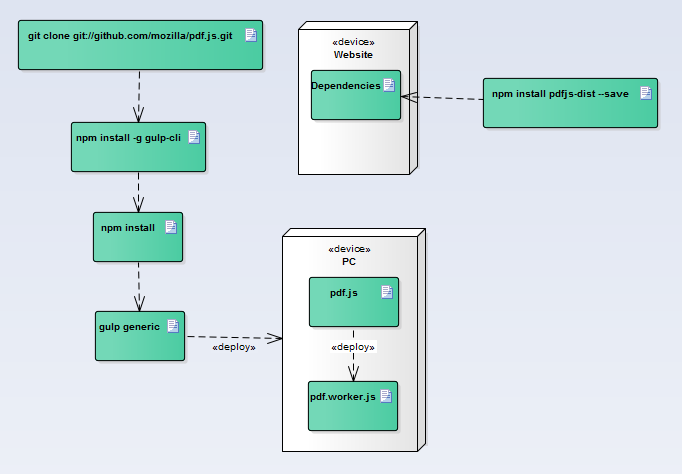 git clone git://github.com/mozilla/pdf.js.git
«device»
Website
Dependencies
npm install pdfjs-dist --save
npm install -g gulp-cli
npm install
gulp generic
«deploy»
«device»
PC
pdf.js
«deploy»
pdf.worker.js